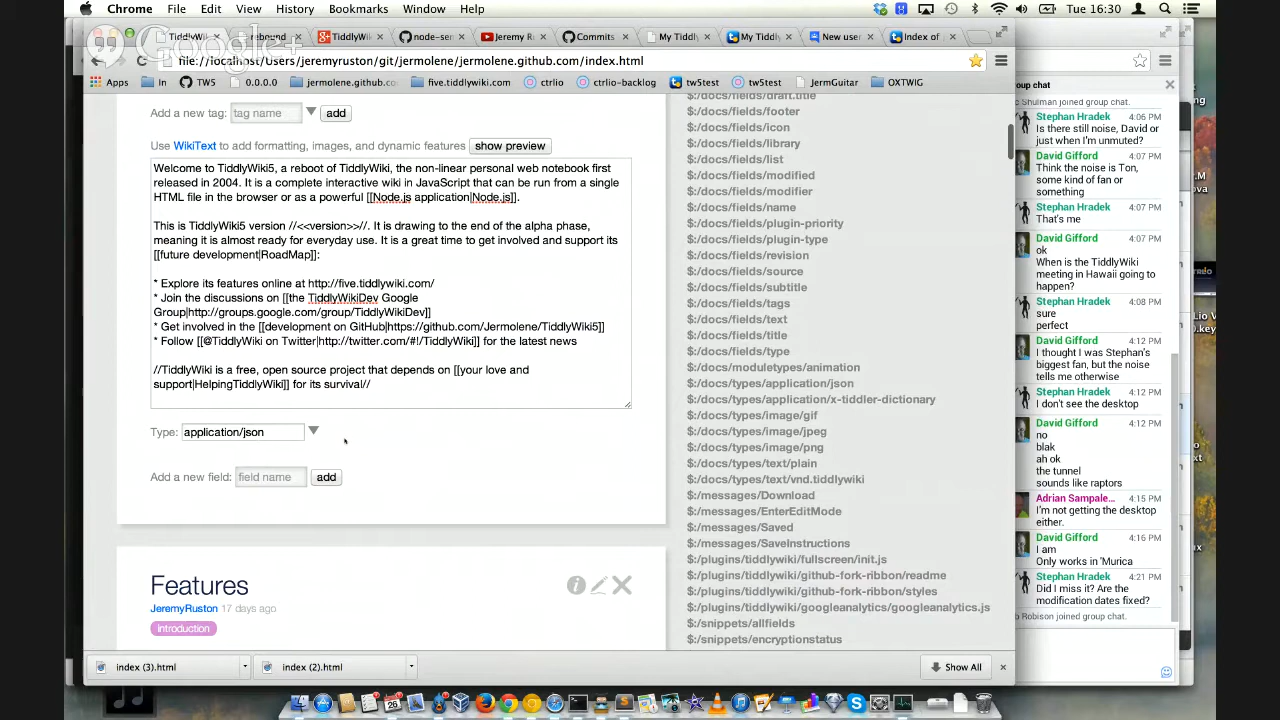 Chrome File Edit View History Bookmarks Window Help Tue 16:30
Google+
TiddlyWiki node-ser Jeremy R Commits My Tiddly My Tiddly New user Index of
file://localhost/Users/jeremyruston/git/jermolene/jermolene.github.com/index.html
Apps In TW5 0.0.0.0 jermolene.github.co five.tiddlywiki.com ctrlio ctrlio-backlog tw5test tw5test JermGuitar OXTWIG
Add a new tag: tag name add
Use WikiText to add formatting, images, and dynamic features show preview
Welcome to TiddlyWiki5, a reboot of TiddlyWiki, the non-linear personal web notebook first
released in 2004. It is a complete interactive wiki in JavaScript that can be run from a single
HTML file in the browser or as a powerful [[Node.js application|Node.js]].
This is TiddlyWiki5 version //<<version>>//. It is drawing to the end of the alpha phase,
meaning it is almost ready for everyday use. It is a great time to get involved and support its
[[future development|RoadMap]]:
* Explore its features online at http://five.tiddlywiki.com/
* Join the discussions on [[the TiddlyWikiDev Google
Group|http://groups.google.com/group/TiddlyWikiDev]]
* Get involved in the [[development on GitHub|https://github.com/Jermolene/TiddlyWiki5]]
* Follow [[@TiddlyWiki on Twitter|http://twitter.com/#!/TiddlyWiki]] for the latest news
//TiddlyWiki is a free, open source project that depends on [[your love and
support|HelpingTiddlyWiki]] for its survival//
Type: application/json
Add a new field: field name add
Features
JeremyRuston 17 days ago
Introduction
$:/docs/fields/draft.title
$:/docs/fields/footer
$:/docs/fields/icon
$:/docs/fields/library
$:/docs/fields/list
$:/docs/fields/modified
$:/docs/fields/modifier
$:/docs/fields/name
$:/docs/fields/plugin-priority
$:/docs/fields/plugin-type
$:/docs/fields/revision
$:/docs/fields/source
$:/docs/fields/subtitle
$:/docs/fields/tags
$:/docs/fields/text
$:/docs/fields/title
$:/docs/fields/type
$:/docs/moduletypes/animation
$:/docs/types/application/json
$:/docs/types/application/x-tiddler-dictionary
$:/docs/types/image/gif
$:/docs/types/image/jpeg
$:/docs/types/image/png
$:/docs/types/text/plain
$:/docs/types/text/vnd.tiddlywiki
$:/messages/Download
$:/messages/EnterEditMode
$:/messages/Saved
$:/messages/SaveInstructions
$:/plugins/tiddlywiki/fullscreen/init.js
$:/plugins/tiddlywiki/github-fork-ribbon/readme
$:/plugins/tiddlywiki/github-fork-ribbon/styles
$:/plugins/tiddlywiki/googleanalytics/googleanalytics.js
$:/snippets/allfields
$:/snippets/encryptionstatus
oup chat
Shulman joined group chat.
Stephan Hradek 4:06 PM
Is there still noise, David or
just when I'm unmuted?
David Gifford 4:07 PM
Think the noise is Ton,
some kind of fan or
something
Stephan Hradek 4:07 PM
That's me
David Gifford 4:07 PM
ok
When is the TiddlyWiki
meeting in Hawaii going to
happen?
Stephan Hradek 4:08 PM
sure
perfect
David Gifford 4:12 PM
I thought I was Stephan's
biggest fan, but the noise
tells me otherwise
Stephan Hradek 4:12 PM
I don't see the desktop
David Gifford 4:12 PM
no
blak
ah ok
the tunnel
sounds like raptors
Adrian Sampale... 4:15 PM
I'm not getting the desktop
either.
David Gifford 4:16 PM
I am
Only works in 'Murica
Stephan Hradek 4:21 PM
Did I miss it? Are the
modification dates fixed?
Robison joined group chat.
index (3).html index (2).html Show All